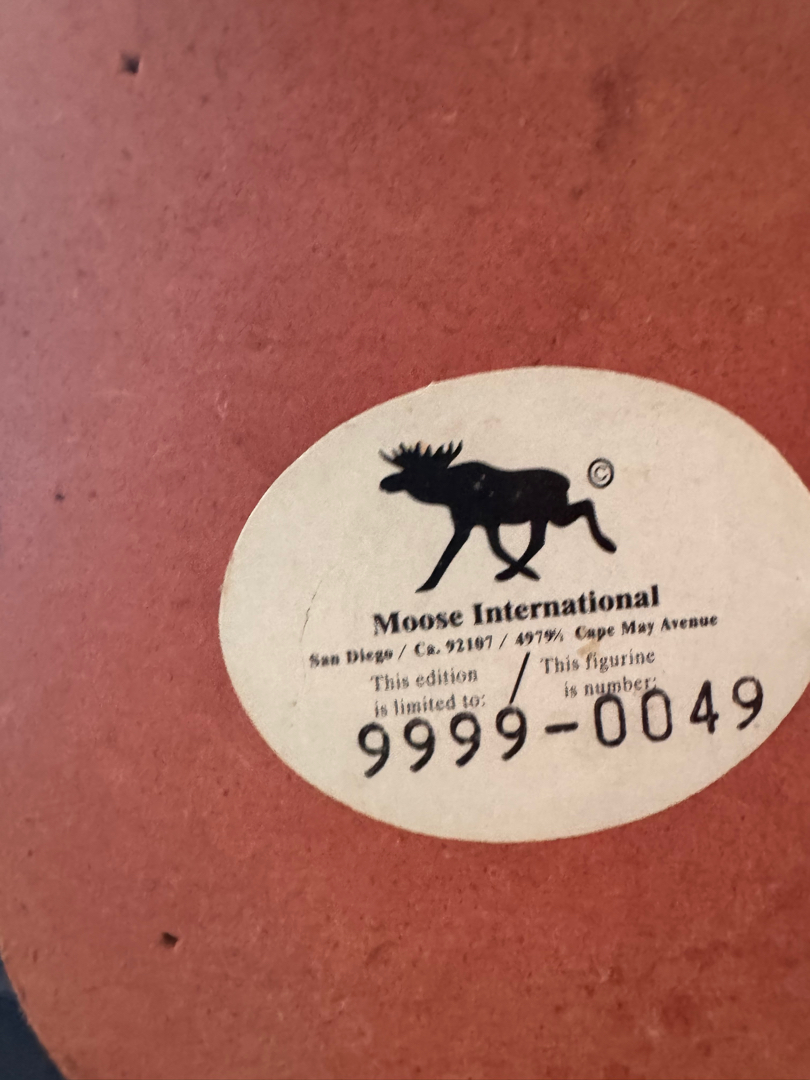 ©
Moose International
San Diego / Ca. 92107 / 4979½ Cape May Avenue
This edition is limited to: / This figurine is number:
9999-0049